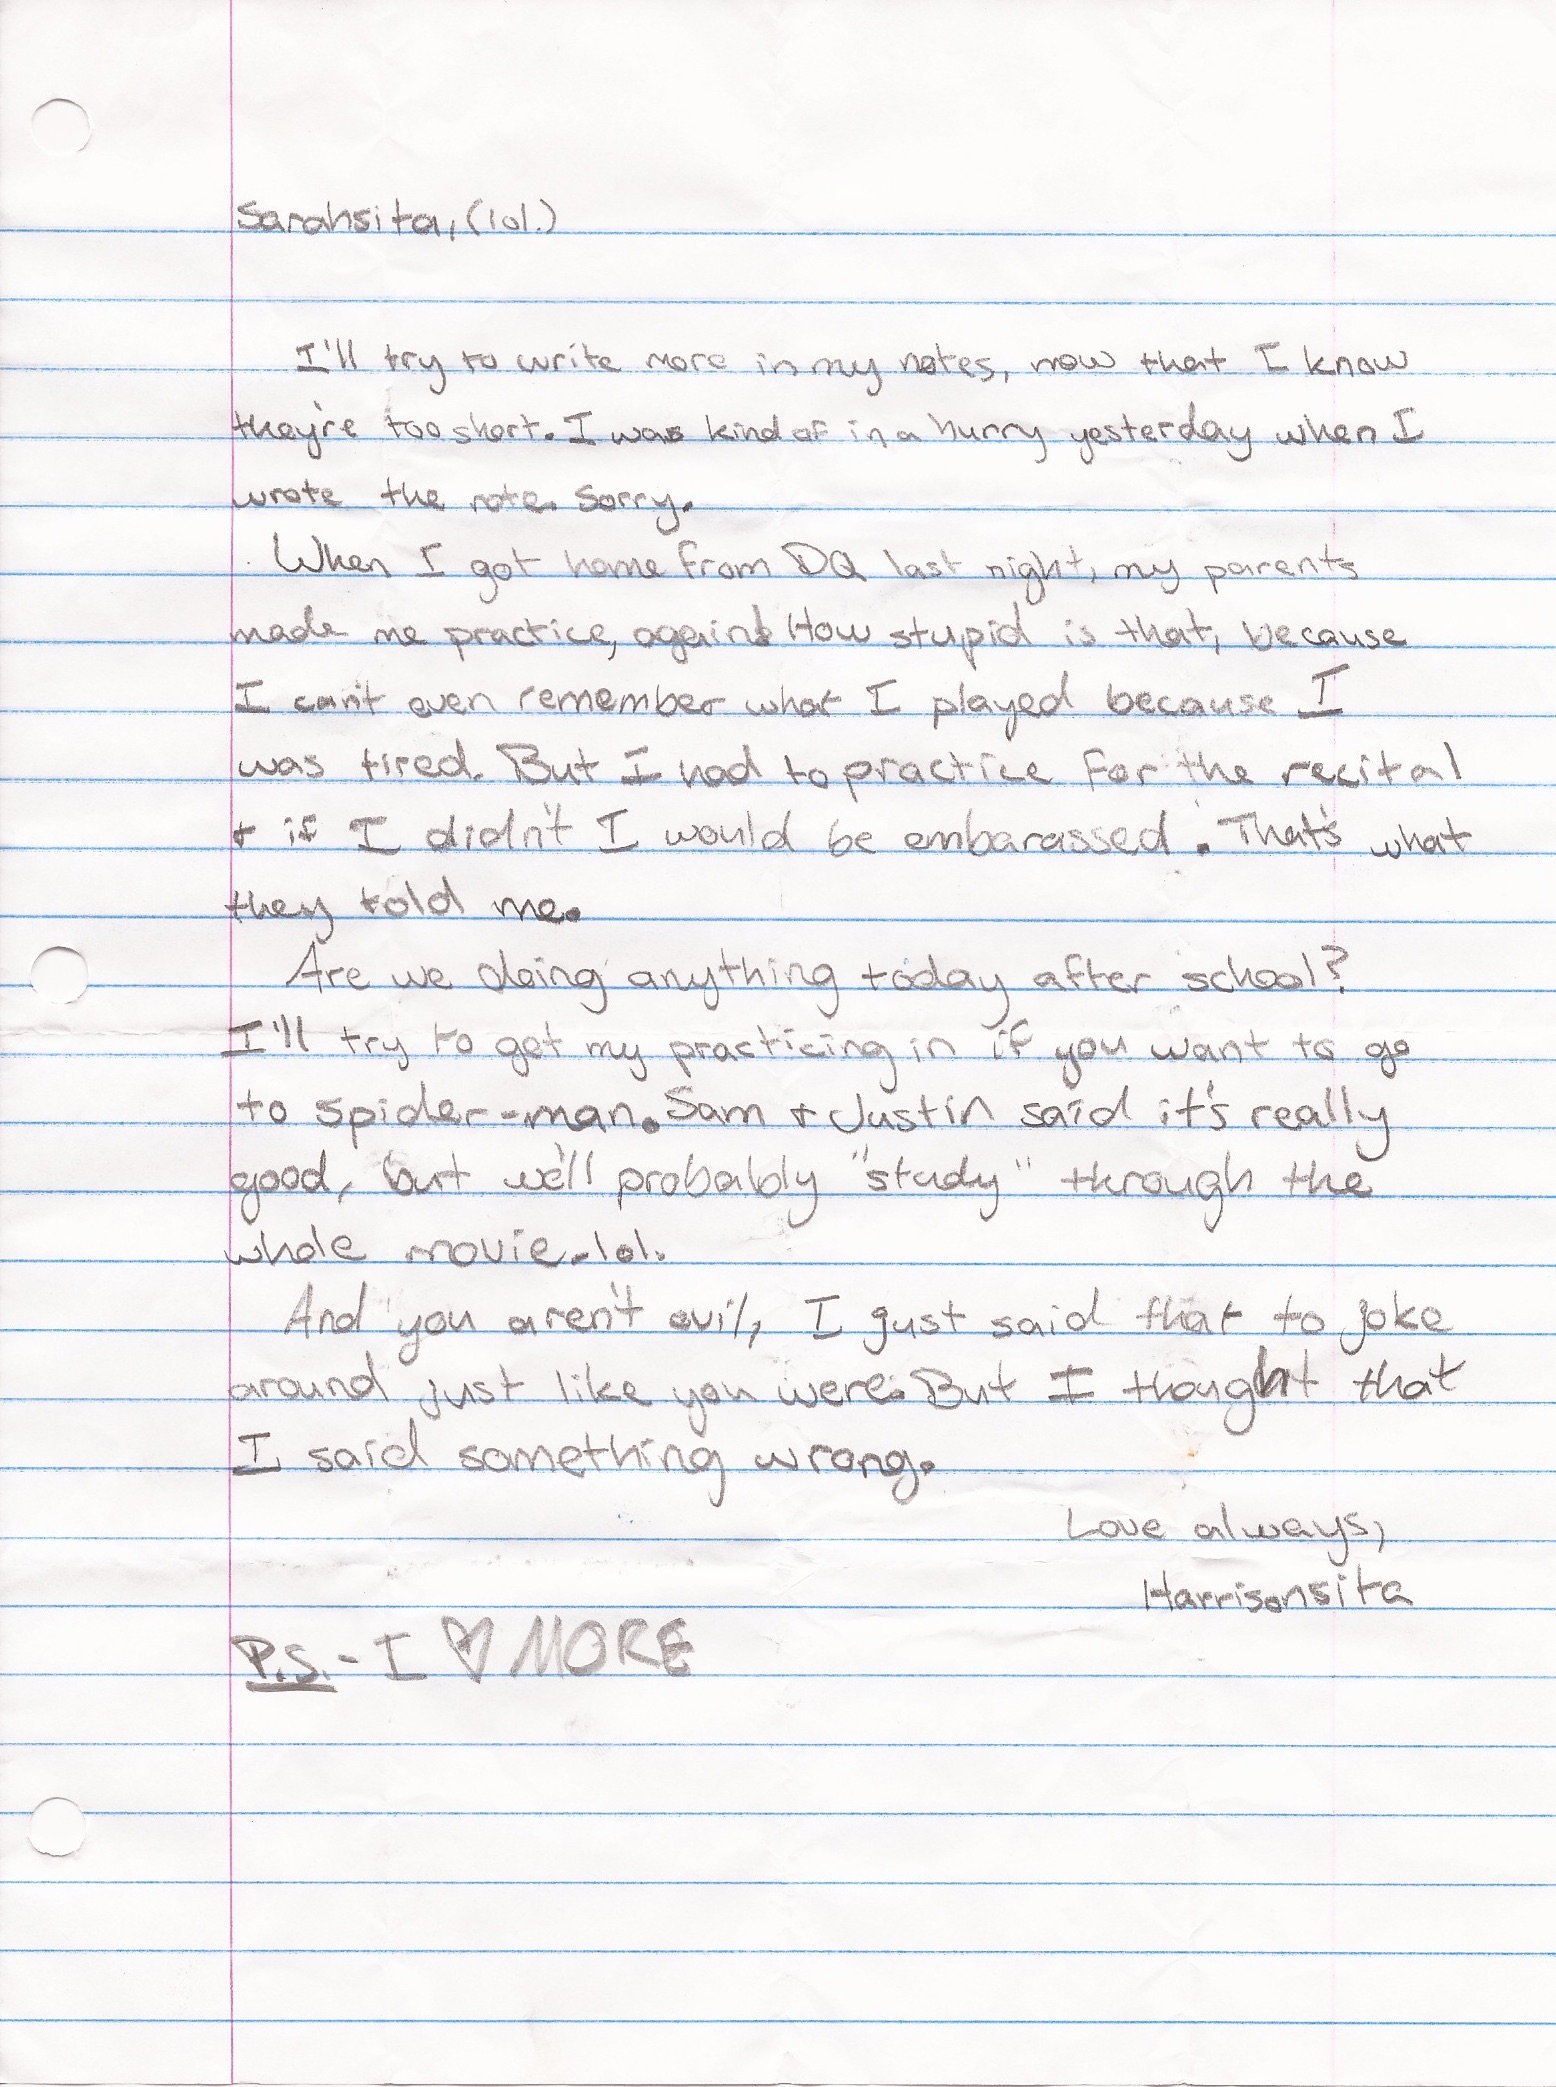 Sarahsita, (lol.)
I'll try to write more in my notes, now that I know
they're too short. I was kind of in a hurry yesterday when I
wrote the note. Sorry.
When I got home from DQ last night, my parents
made me practice, again! How stupid is that, because
I can't even remember what I played because I
was tired. But I had to practice for the recital
+ if I didn't I would be embarassed. That's what
they told me.
Are we doing anything today after school?
I'll try to get my practicing in if you want to go
to spider-man. Sam + Justin said it's really
good, but we'll probably "study" through the
whole movie-lol.
And you aren't evil, I just said that to joke
around just like you were. But I thought that
I said something wrong.
Love always,
Harrisonsita
P.S.- I ♡ MORE